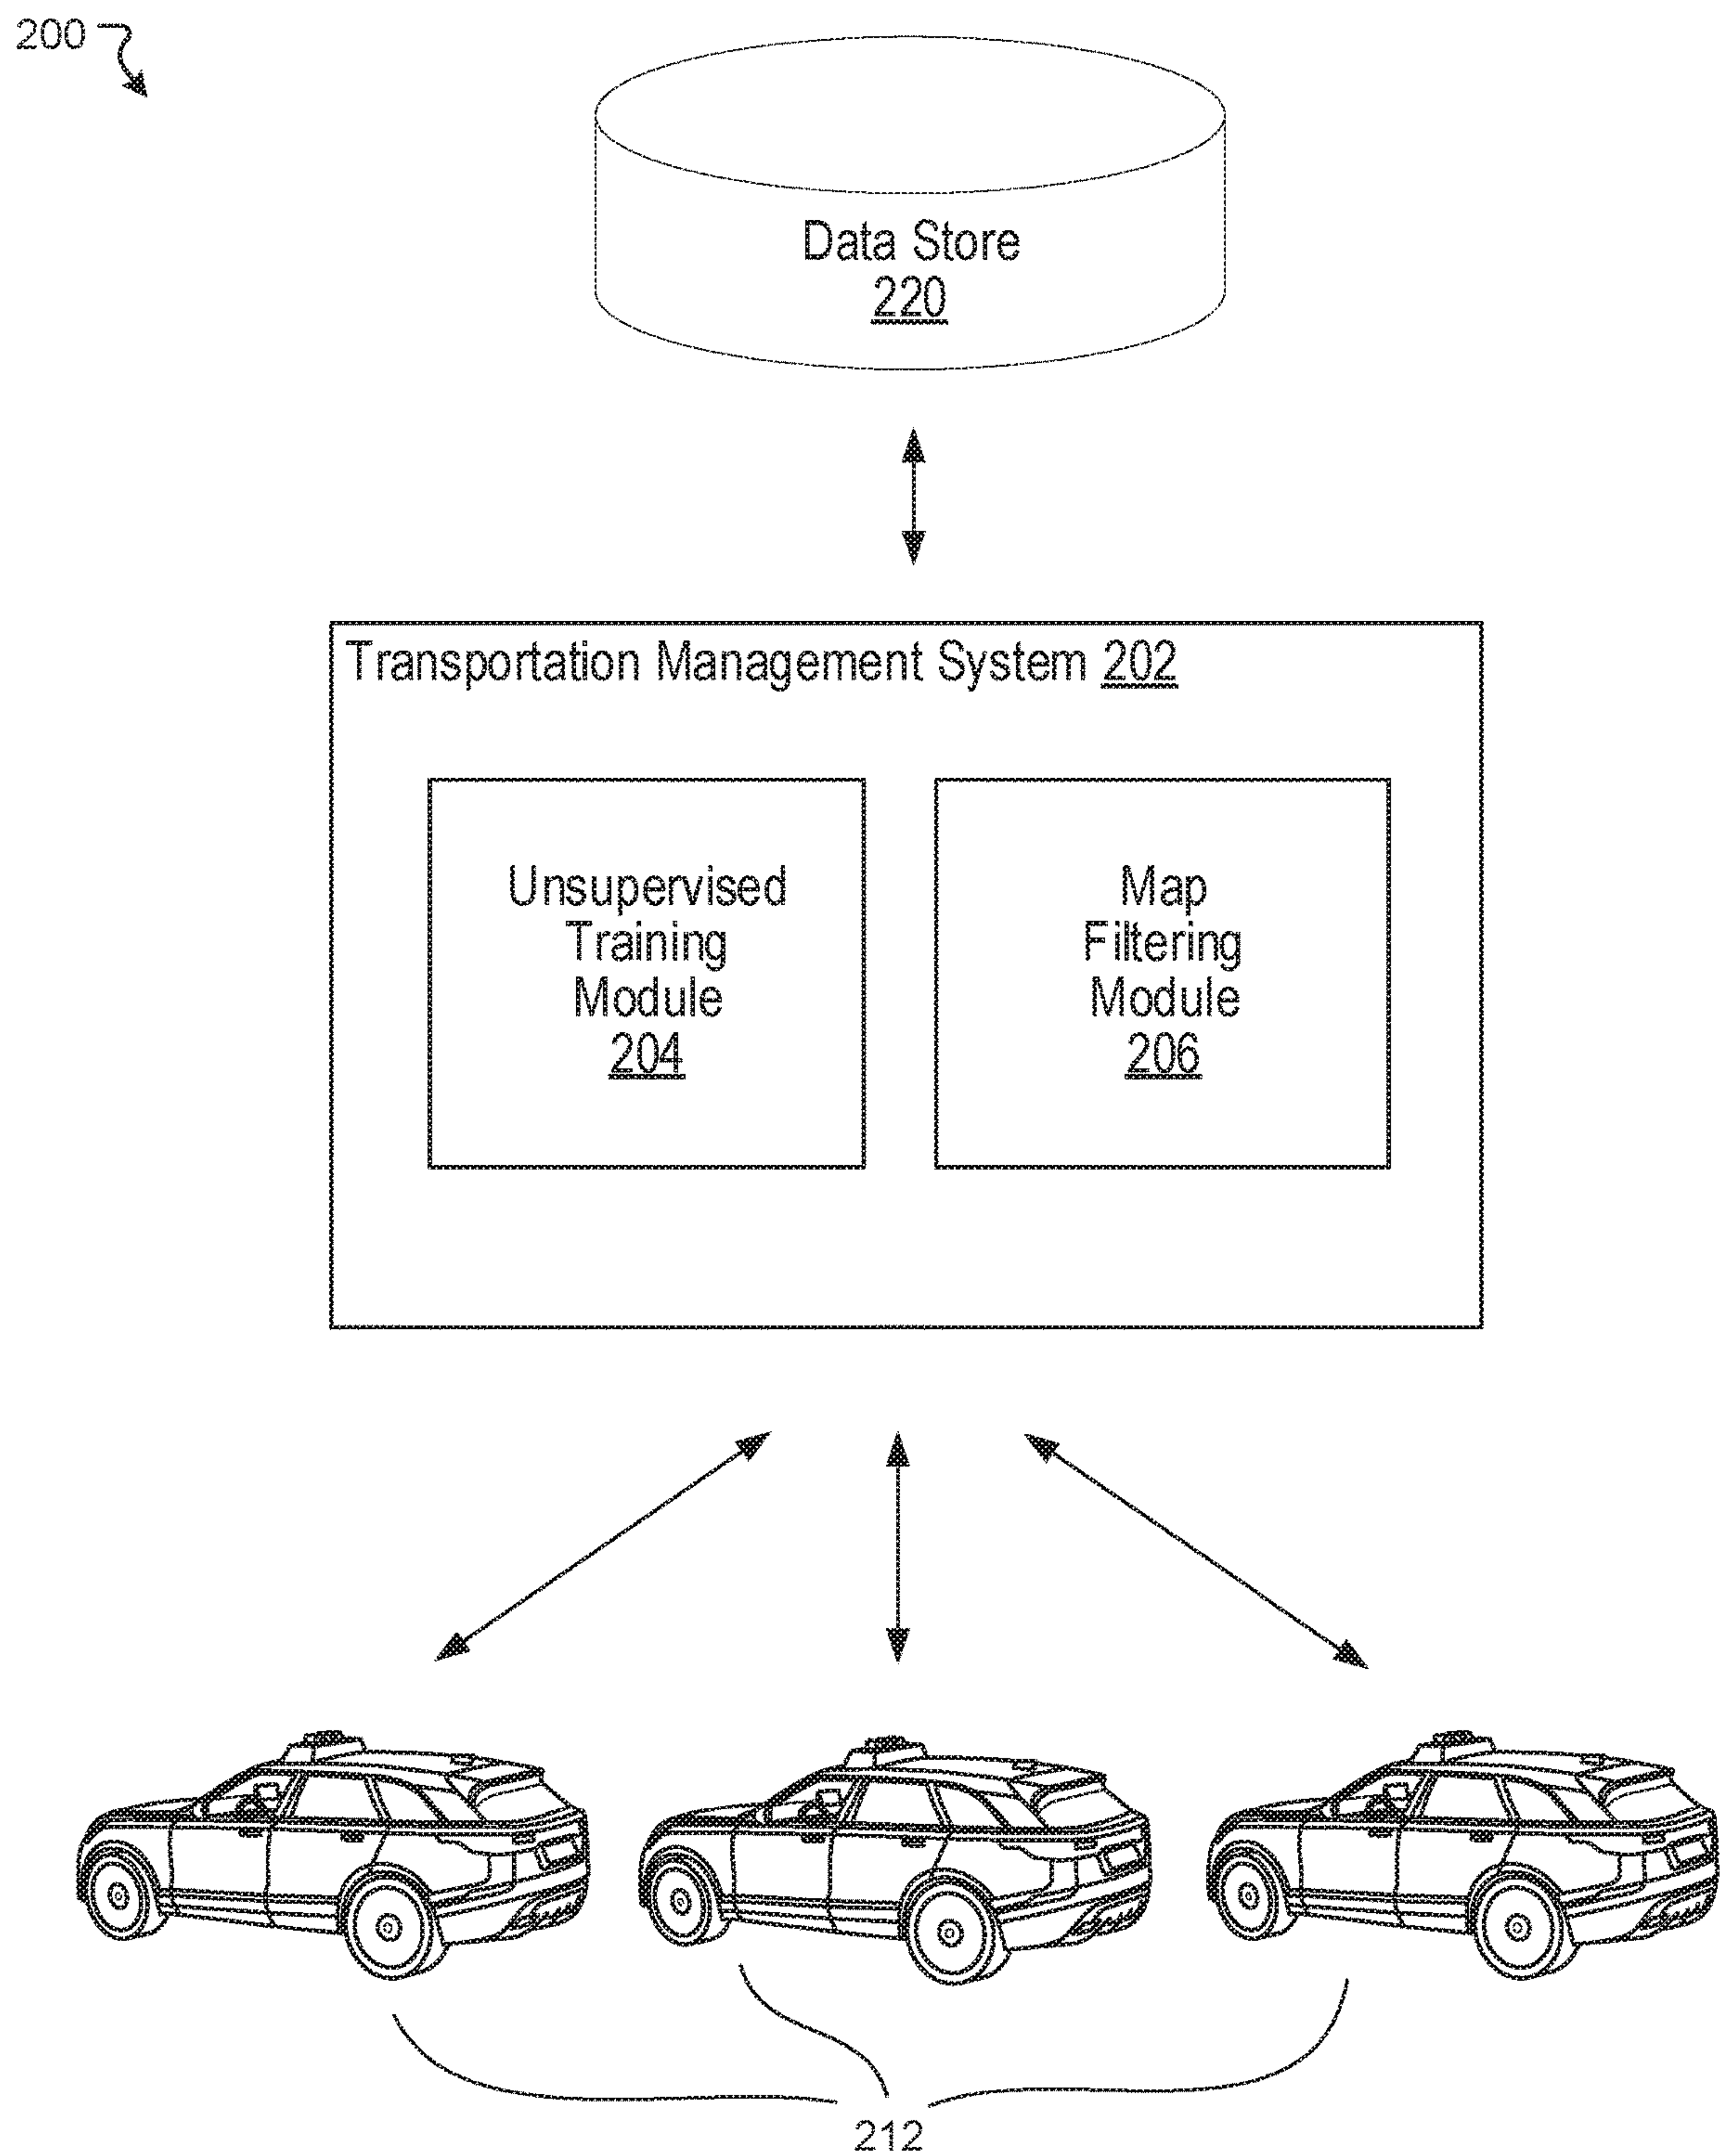 200
Data Store
220
Transportation Management System 202
Unsupervised
Training
Module
204
Map
Filtering
Module
206
212